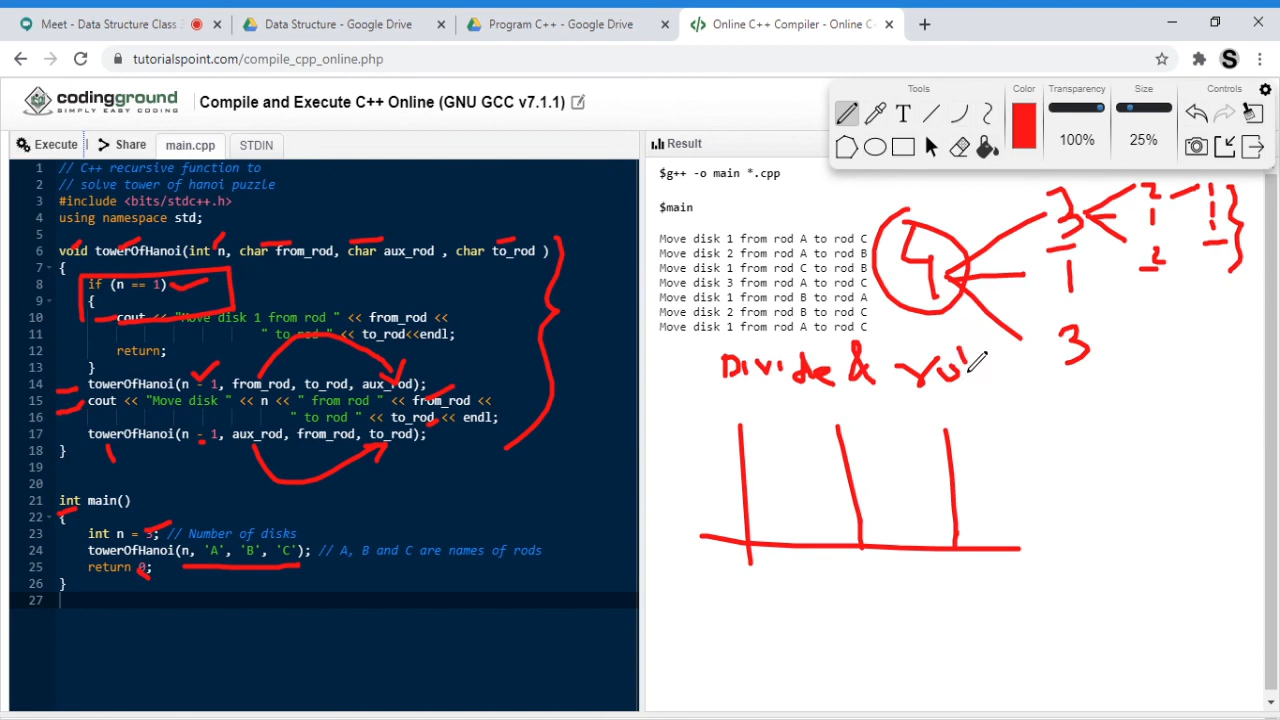 Meet - Data Structure Class
Data Structure - Google Drive
Program C++ - Google Drive
Online C++ Compiler - Online C
tutorialspoint.com/compile_cpp_online.php
S
codingground
SIMPLY EASY CODING
Compile and Execute C++ Online (GNU GCC v7.1.1)
Tools
Color
Transparency
Size
Controls
T
100%
25%
Execute
Share
main.cpp
STDIN
Result
1 // C++ recursive function to
2 // solve tower of hanoi puzzle
3 #include <bits/stdc++.h>
4 using namespace std;
5
6 void towerOfHanoi(int n, char from_rod, char aux_rod , char to_rod )
7 {
8 if (n == 1)
9 {
10 cout << "Move disk 1 from rod " << from_rod <<
11 " to rod " << to_rod<<endl;
12 return;
13 }
14 towerOfHanoi(n - 1, from_rod, to_rod, aux_rod);
15 cout << "Move disk " << n << " from rod " << from_rod <<
16 " to rod " << to_rod << endl;
17 towerOfHanoi(n - 1, aux_rod, from_rod, to_rod);
18 }
19
20
21 int main()
22 {
23 int n = 3; // Number of disks
24 towerOfHanoi(n, 'A', 'B', 'C'); // A, B and C are names of rods
25 return 0;
26 }
27
$g++ -o main *.cpp
$main
Move disk 1 from rod A to rod C
Move disk 2 from rod A to rod B
Move disk 1 from rod C to rod B
Move disk 3 from rod A to rod C
Move disk 1 from rod B to rod A
Move disk 2 from rod B to rod C
Move disk 1 from rod A to rod C
4
3 2 1
1 1
2
1
3
Divide &